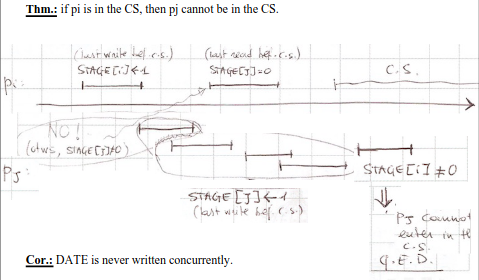 Thm.: if pi is in the CS, then pj cannot be in the CS.
(last write bef. c.s.) (last read bef. c.s.)
STAGE[i]←1 STAGE[J]=0 C.S.
Pi:
NO!
(otws, STAGE[J]≠0)
PJ: STAGE[i]≠0
STAGE[J]←1 ⇓
(last write bef. c.s.) PJ cannot
enter in th
c.s.
Q.E.D.
Cor.: DATE is never written concurrently.